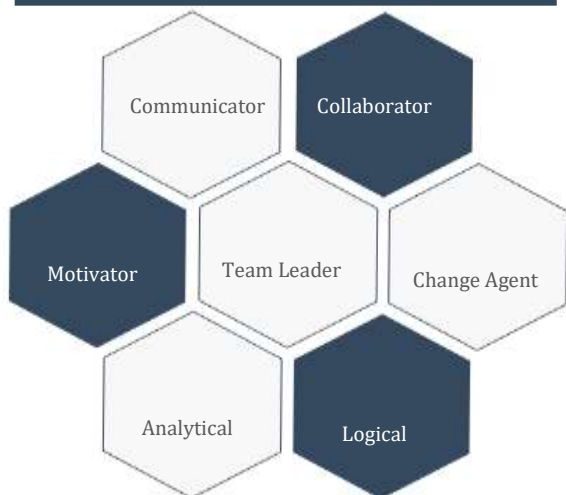 Communicator
Collaborator
Motivator
Team Leader
Change Agent
Analytical
Logical